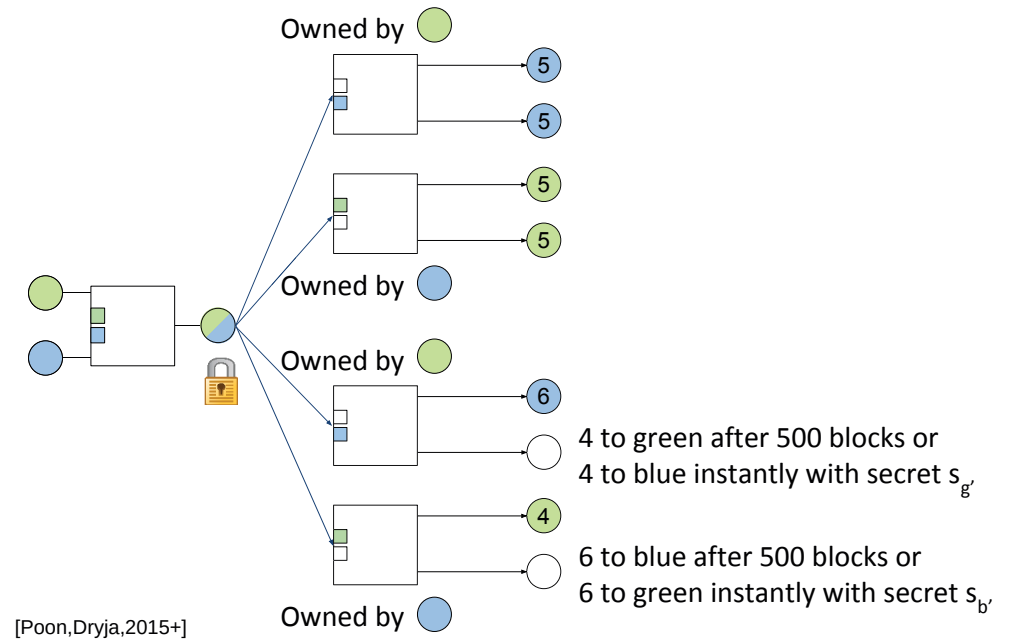 Owned by
5
5
5
5
Owned by
Owned by
6
4 to green after 500 blocks or
4 to blue instantly with secret sg'
4
6 to blue after 500 blocks or
6 to green instantly with secret sb'
Owned by
[Poon,Dryja,2015+]